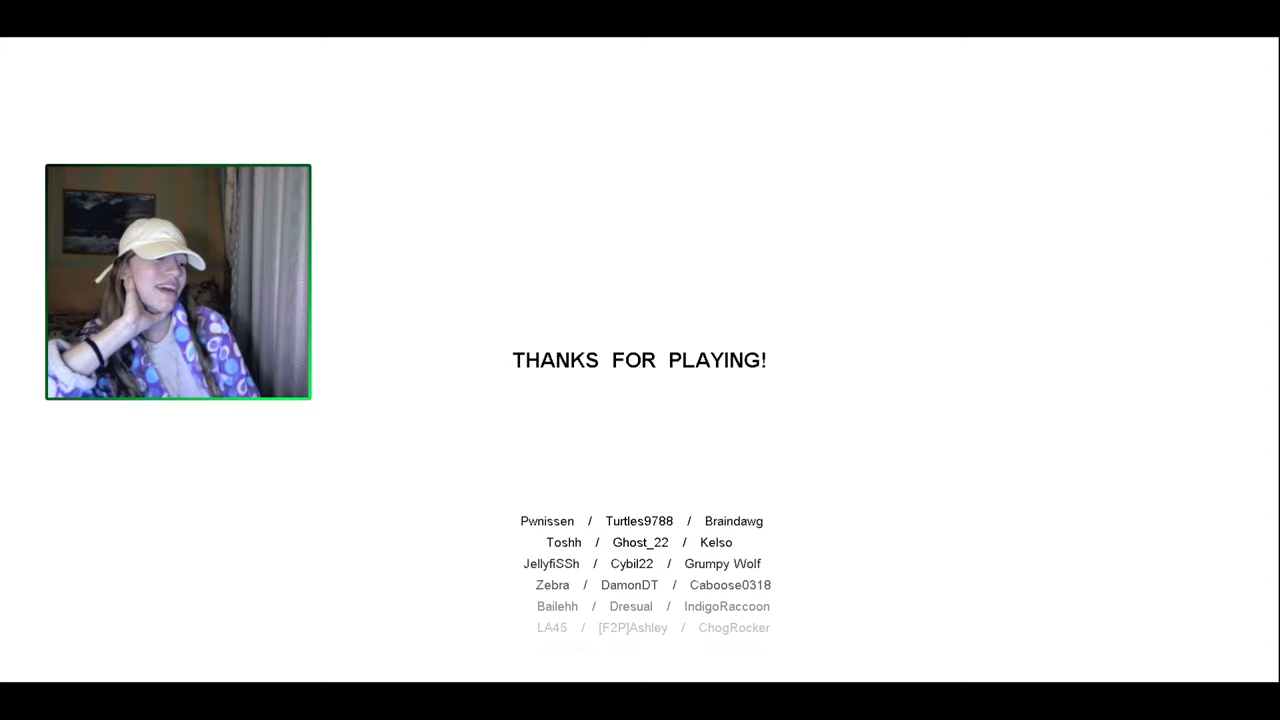 THANKS FOR PLAYING!
Pwnissen / Turtles9788 / Braindawg
Toshh / Ghost_22 / Kelso
JellyfiSSh / Cybil22 / Grumpy Wolf
Zebra / DamonDT / Caboose0318
Bailehh / Dresual / IndigoRaccoon
LA45 / [F2P]Ashley / ChogRocker